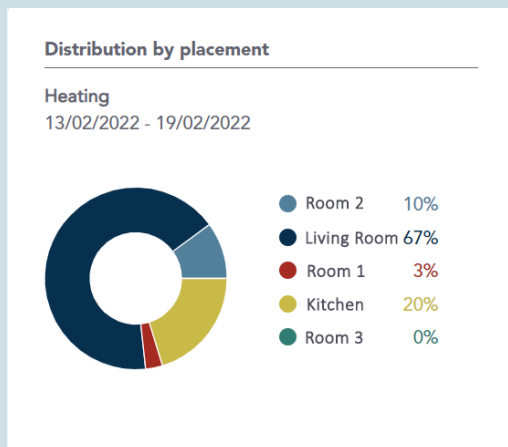 Distribution by placement
Heating
13/02/2022 - 19/02/2022
Room 2 10%
Living Room 67%
Room 1 3%
Kitchen 20%
Room 3 0%